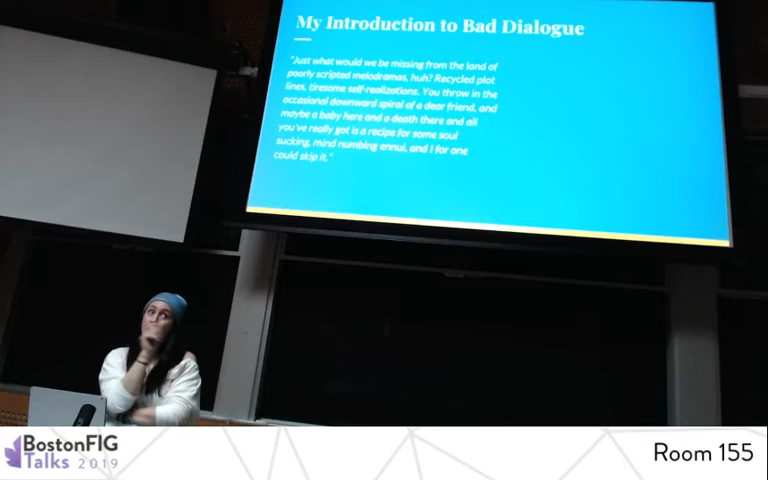 My Introduction to Bad Dialogue
"Just what would we be missing from the land of
poorly scripted melodramas, huh? Recycled plot
lines, tiresome self-realizations. You throw in the
occasional downward spiral of a dear friend, and
maybe a baby here and a death there and all
you've really got is a recipe for some soul
sucking, mind numbing ennui, and I for one
could skip it."
BostonFIG
Talks 2019
Room 155